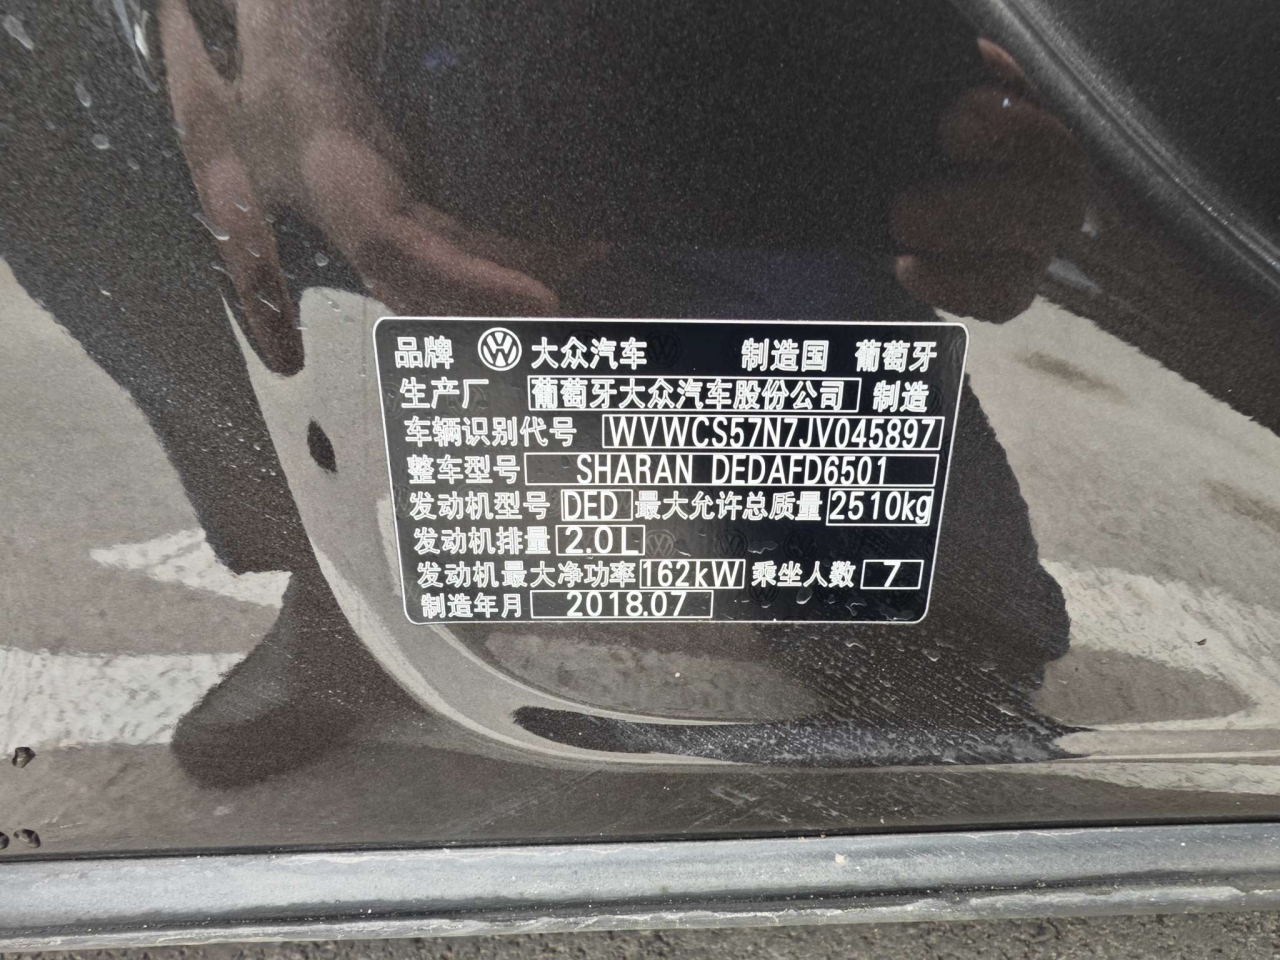 品牌 大众汽车 制造国 葡萄牙
生产厂 葡萄牙大众汽车股份公司 制造
车辆识别代号 WVWCS57N7JV045897
整车型号 SHARAN DEDAFD6501
发动机型号 DED 最大允许总质量 2510kg
发动机排量 2.0L
发动机最大净功率 162kW 乘坐人数 7
制造年月 2018.07